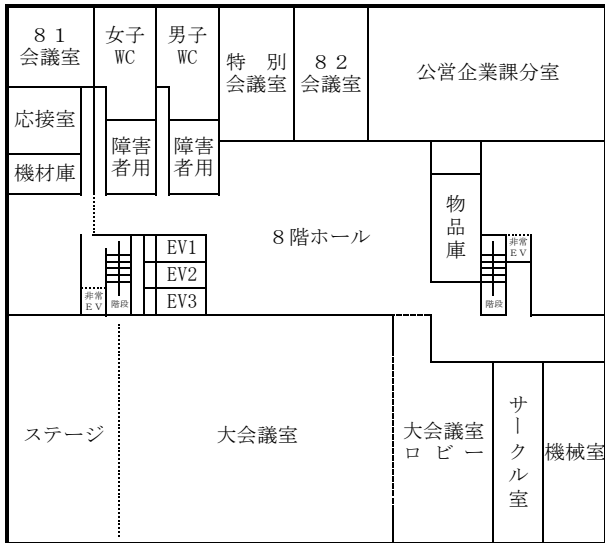 ８１
会議室
女子
WC
男子
WC
特 別
会議室
８２
会議室
公営企業課分室
応接室
機材庫
障害
者用
障害
者用
物品庫
８階ホール
EV1
EV2
EV3
非常
ＥＶ
階段
非常
ＥＶ
階段
ステージ
大会議室
大会議室
ロビー
サークル室
機械室